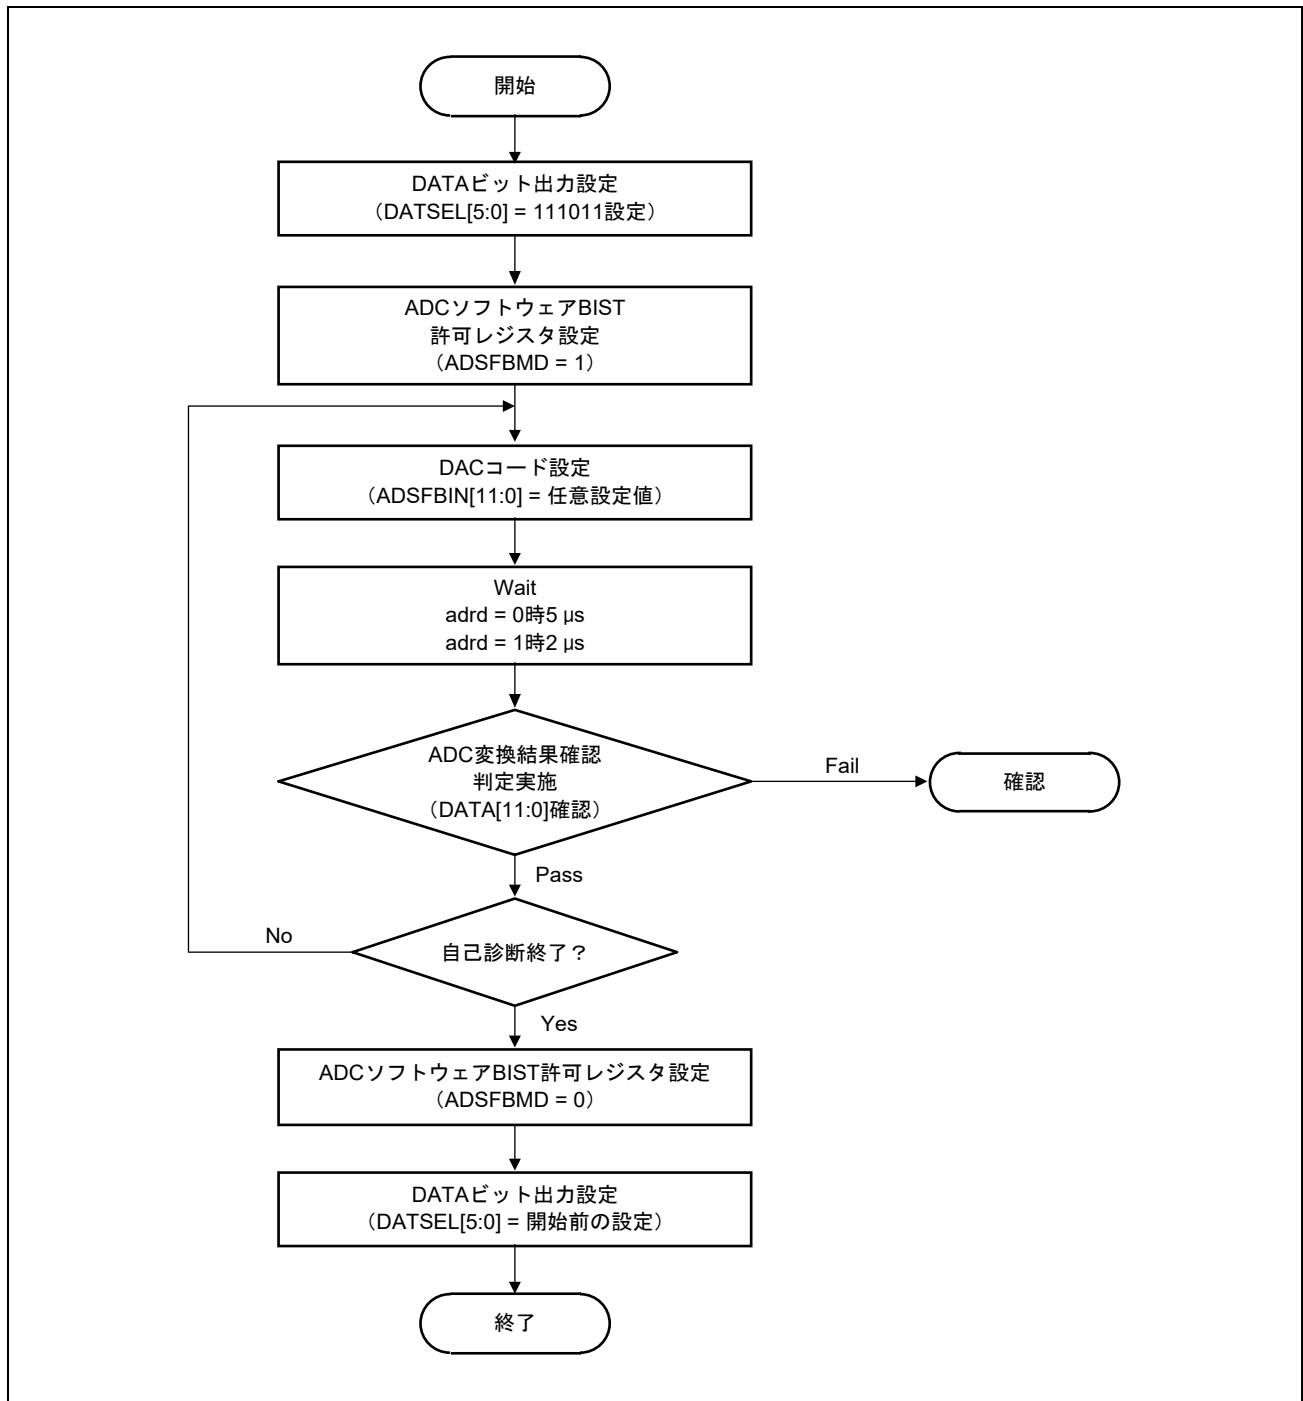 開始
DATAビット出力設定
（DATSEL[5:0] = 111011設定）
ADCソフトウェアBIST
許可レジスタ設定
（ADSFBMD = 1）
DACコード設定
（ADSFBIN[11:0] = 任意設定値）
Wait
adrd = 0時5 µs
adrd = 1時2 µs
ADC変換結果確認
判定実施
（DATA[11:0]確認）
Fail
確認
Pass
自己診断終了？
No
Yes
ADCソフトウェアBIST許可レジスタ設定
（ADSFBMD = 0）
DATAビット出力設定
（DATSEL[5:0] = 開始前の設定）
終了